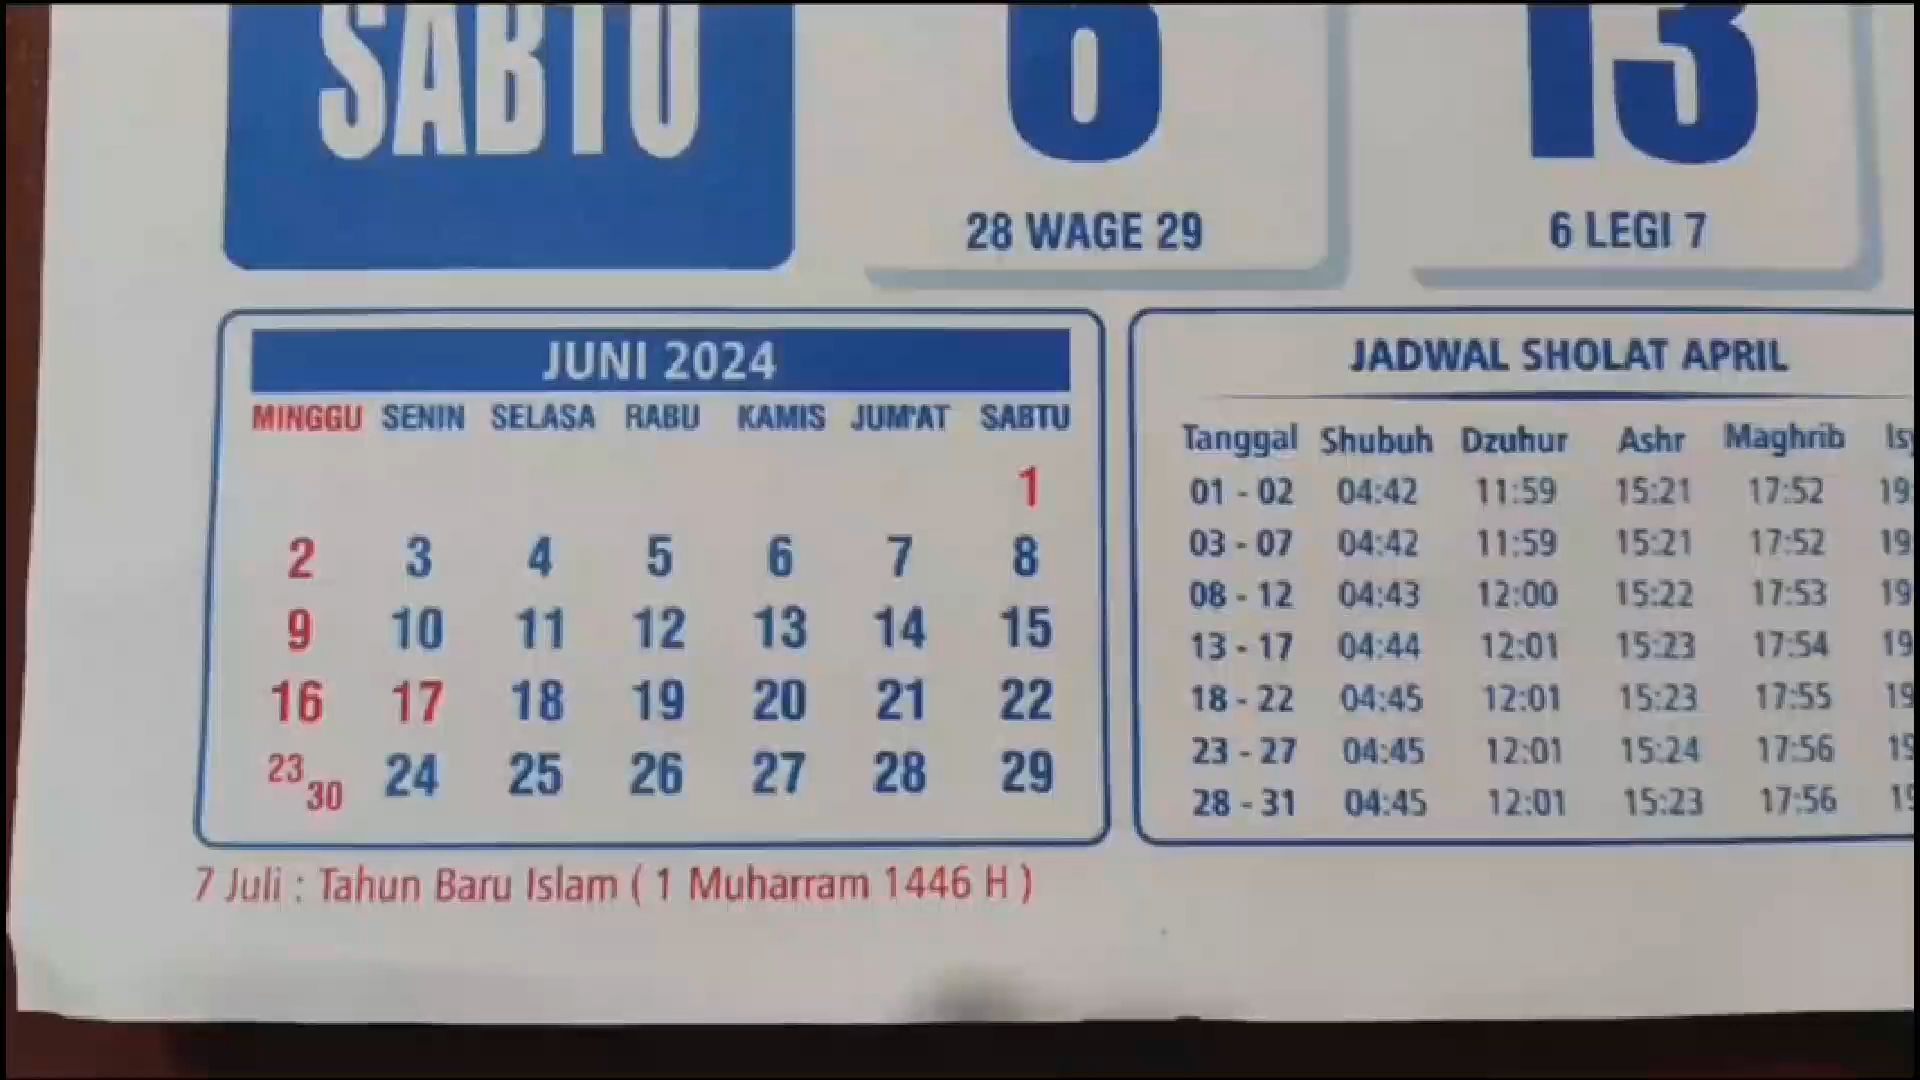 SABTU
6
13
28 WAGE 29
6 LEGI 7
JUNI 2024
MINGGU SENIN SELASA RABU KAMIS JUM'AT SABTU
1
2 3 4 5 6 7 8
9 10 11 12 13 14 15
16 17 18 19 20 21 22
23 30 24 25 26 27 28 29
7 Juli : Tahun Baru Islam ( 1 Muharram 1446 H )
JADWAL SHOLAT APRIL
Tanggal Shubuh Dzuhur Ashr Maghrib
01 - 02 04:42 11:59 15:21 17:52
03 - 07 04:42 11:59 15:21 17:52
08 - 12 04:43 12:00 15:22 17:53
13 - 17 04:44 12:01 15:23 17:54
18 - 22 04:45 12:01 15:23 17:55
23 - 27 04:45 12:01 15:24 17:56
28 - 31 04:45 12:01 15:23 17:56